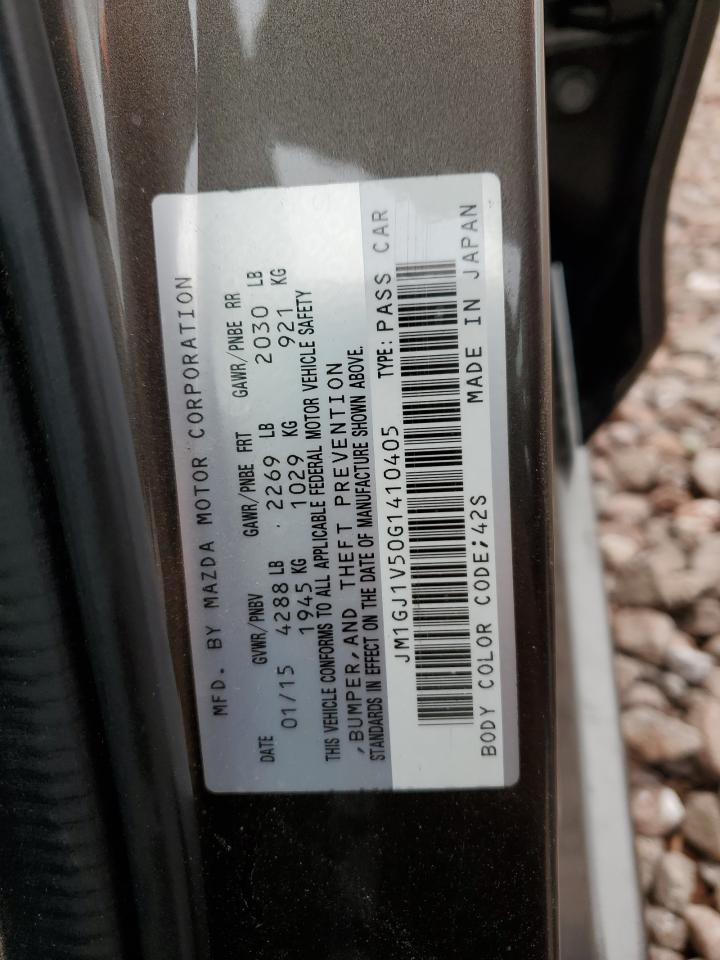 MFD. BY MAZDA MOTOR CORPORATION
DATE GVWR/PNBV GAWR/PNBE FRT GAWR/PNBE RR
01/15 4288 LB 2269 LB 2030 LB
1945 KG 1029 KG 921 KG
THIS VEHICLE CONFORMS TO ALL APPLICABLE FEDERAL MOTOR VEHICLE SAFETY
,BUMPER,AND THEFT PREVENTION
STANDARDS IN EFFECT ON THE DATE OF MANUFACTURE SHOWN ABOVE.
JM1GJ1V50G1410405 TYPE: PASS CAR
BODY COLOR CODE;42S MADE IN JAPAN